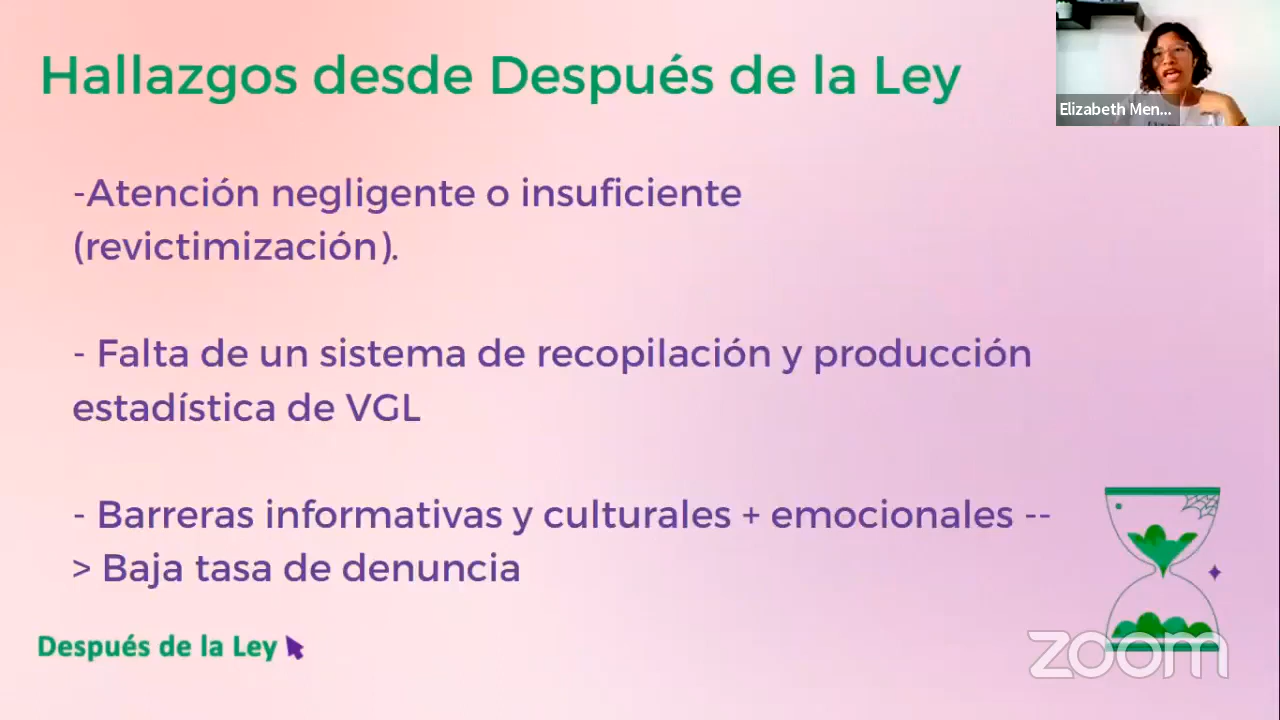 Hallazgos desde Después de la Ley
Elizabeth Men...
-Atención negligente o insuficiente
(revictimización).
- Falta de un sistema de recopilación y producción
estadística de VGL
- Barreras informativas y culturales + emocionales --
> Baja tasa de denuncia
Después de la Ley
zoom